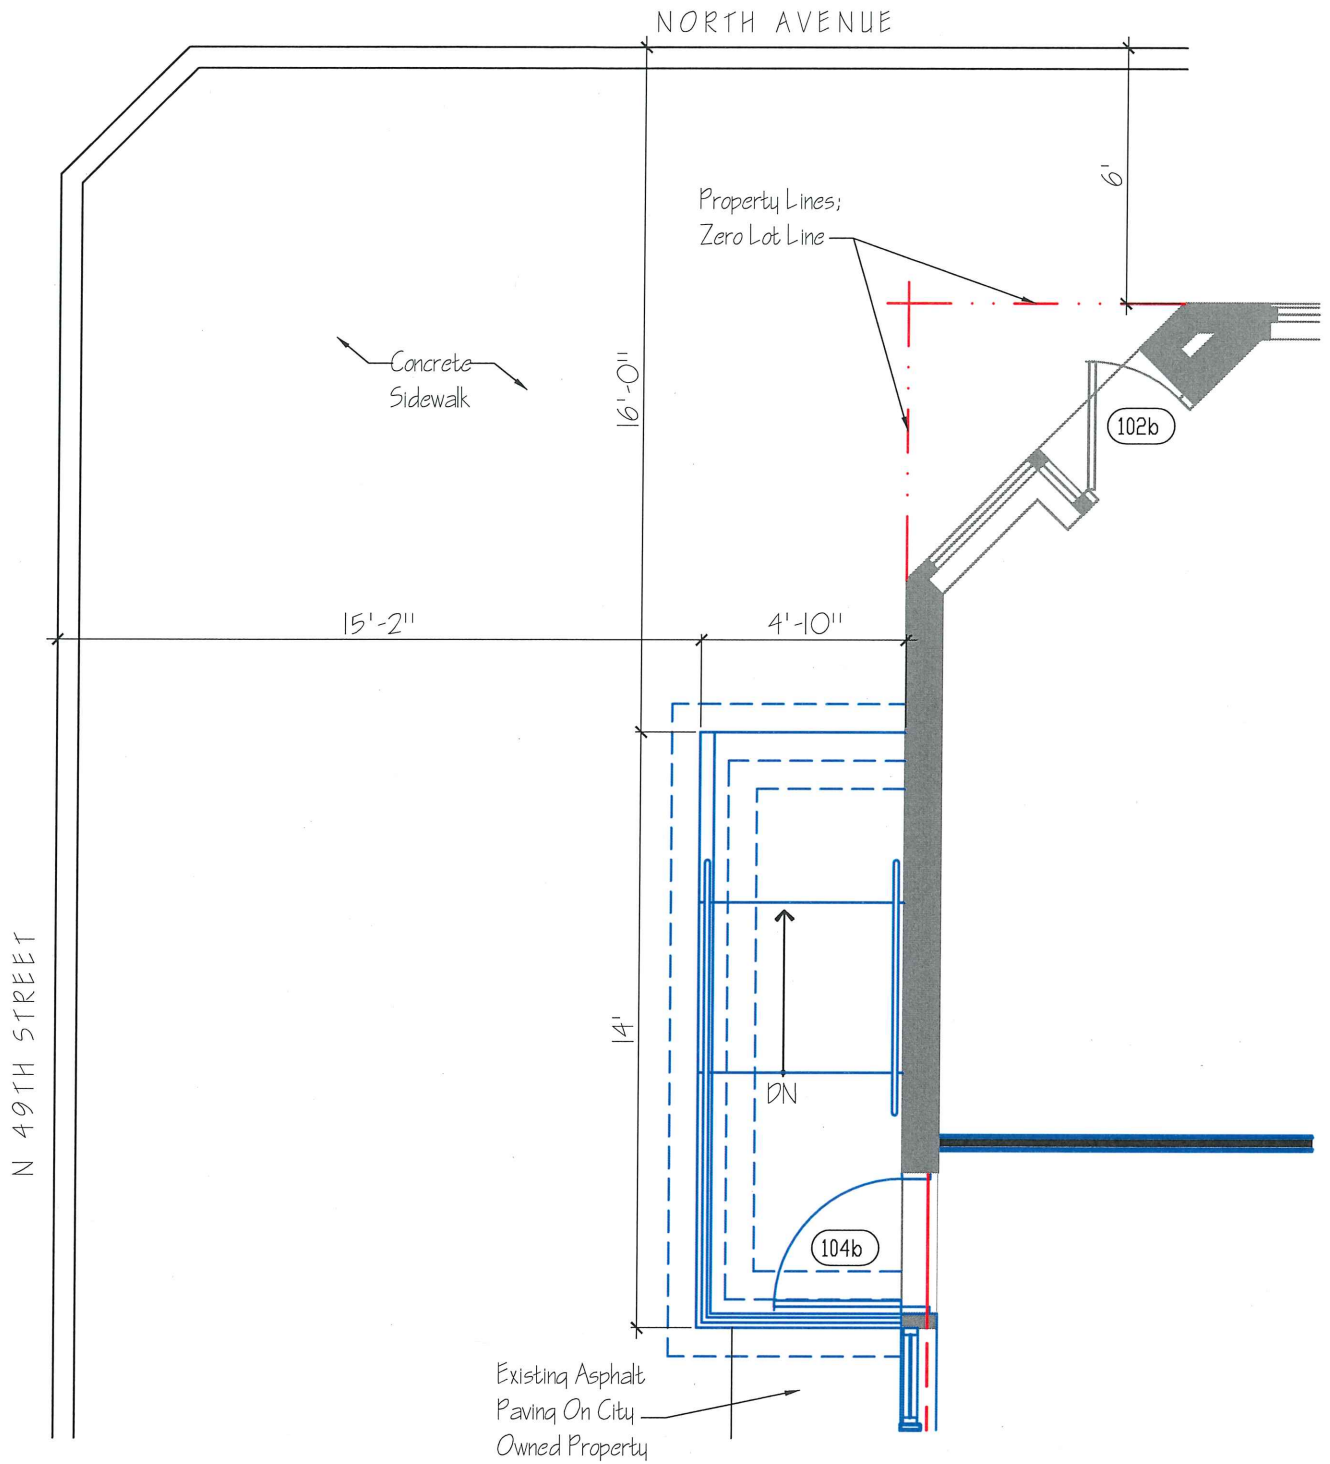 NORTH AVENUE
6'
Property Lines;
Zero Lot Line
Concrete
Sidewalk
16'-0"
102b
15'-2"
4'-10"
N 49TH STREET
14'
DN
104b
Existing Asphalt
Paving On City
Owned Property